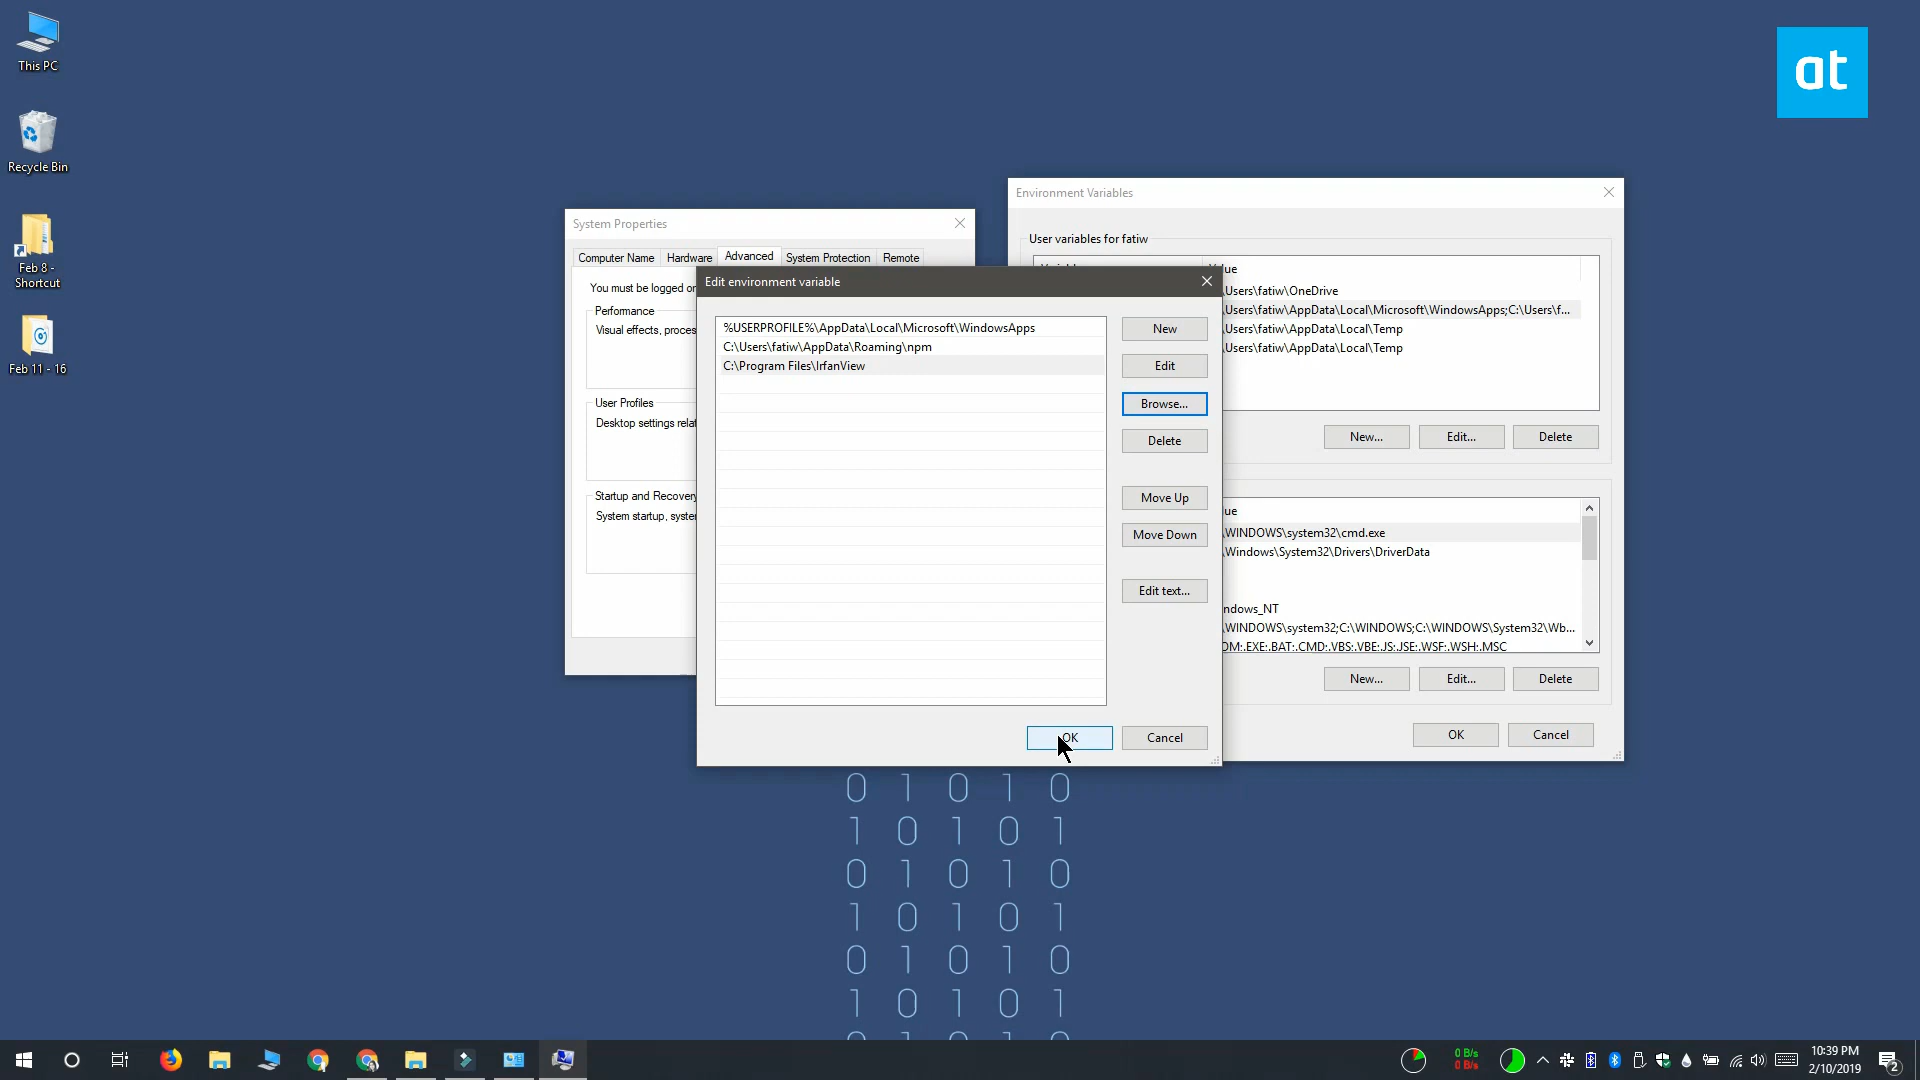 This PC
Recycle Bin
Feb 8 -
Shortcut
Feb 11 - 16
at
System Properties
Computer Name
Hardware
Advanced
System Protection
Remote
You must be logged or
Performance
Visual effects, proces
User Profiles
Desktop settings relat
Startup and Recovery
System startup, syster
Environment Variables
User variables for fatiw
ue
\Users\fatiw\OneDrive
\Users\fatiw\AppData\Local\Microsoft\WindowsApps;C:\Users\f...
\Users\fatiw\AppData\Local\Temp
\Users\fatiw\AppData\Local\Temp
New...
Edit...
Delete
ue
\WINDOWS\system32\cmd.exe
\Windows\System32\Drivers\DriverData
ndows_NT
\WINDOWS\system32;C:\WINDOWS;C:\WINDOWS\System32\Wb...
OM;.EXE;.BAT;.CMD;.VBS;.VBE;.JS;.JSE;.WSF;.WSH;.MSC
New...
Edit...
Delete
OK
Cancel
Edit environment variable
%USERPROFILE%\AppData\Local\Microsoft\WindowsApps
C:\Users\fatiw\AppData\Roaming\npm
C:\Program Files\IrfanView
New
Edit
Browse...
Delete
Move Up
Move Down
Edit text...
OK
Cancel
0 1 0 1 0
1 0 1 0 1
0 1 0 1 0
1 0 1 0 1
0 1 0 1 0
1 0 1 0 1
0 B/s
0 B/s
10:39 PM
2/10/2019
2